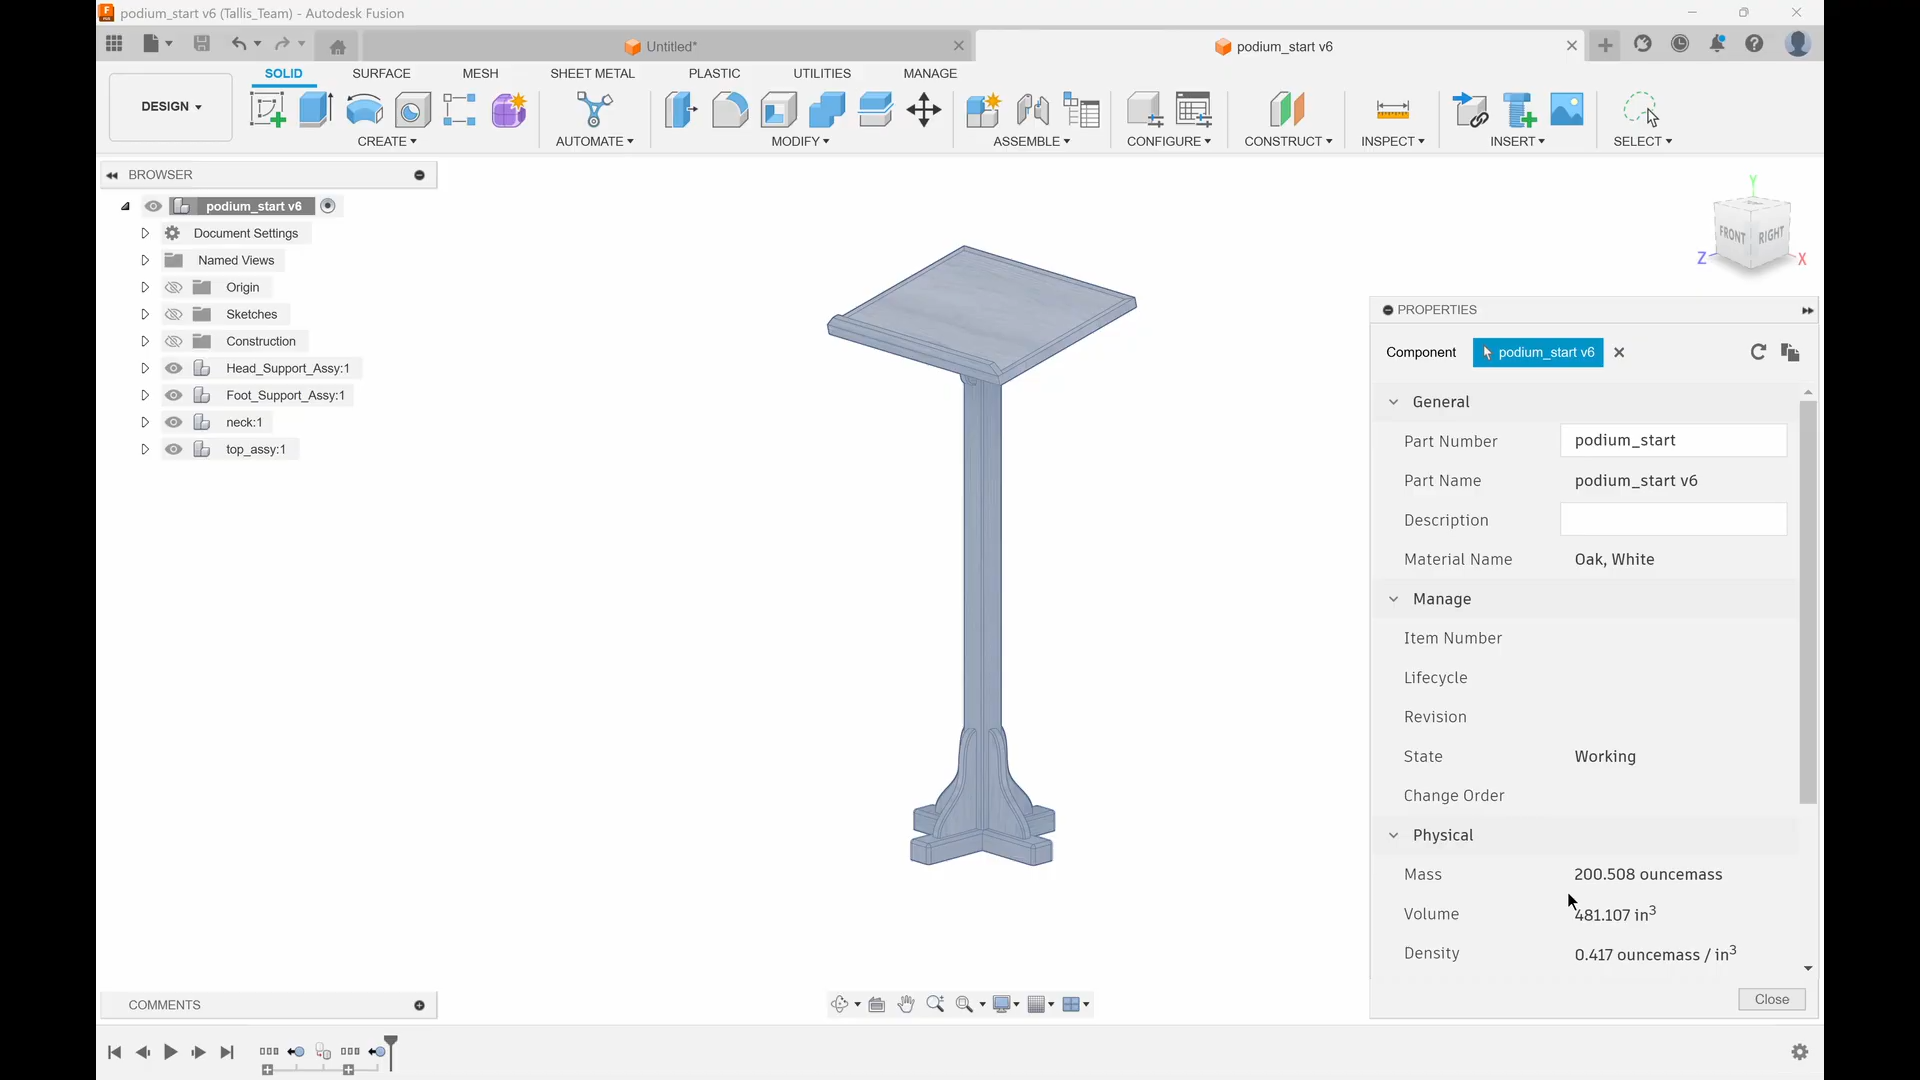 podium_start v6 (Tallis_Team) - Autodesk Fusion
Untitled*
podium_start v6
DESIGN
SOLID
SURFACE
MESH
SHEET METAL
PLASTIC
UTILITIES
MANAGE
CREATE
AUTOMATE
MODIFY
ASSEMBLE
CONFIGURE
CONSTRUCT
INSPECT
INSERT
SELECT
BROWSER
podium_start v6
Document Settings
Named Views
Origin
Sketches
Construction
Head_Support_Assy:1
Foot_Support_Assy:1
neck:1
top_assy:1
Y
FRONT
RIGHT
Z
X
PROPERTIES
Component podium_start v6
General
Part Number podium_start
Part Name podium_start v6
Description
Material Name Oak, White
Manage
Item Number
Lifecycle
Revision
State Working
Change Order
Physical
Mass 200.508 ouncemass
Volume 481.107 in3
Density 0.417 ouncemass / in3
Close
COMMENTS